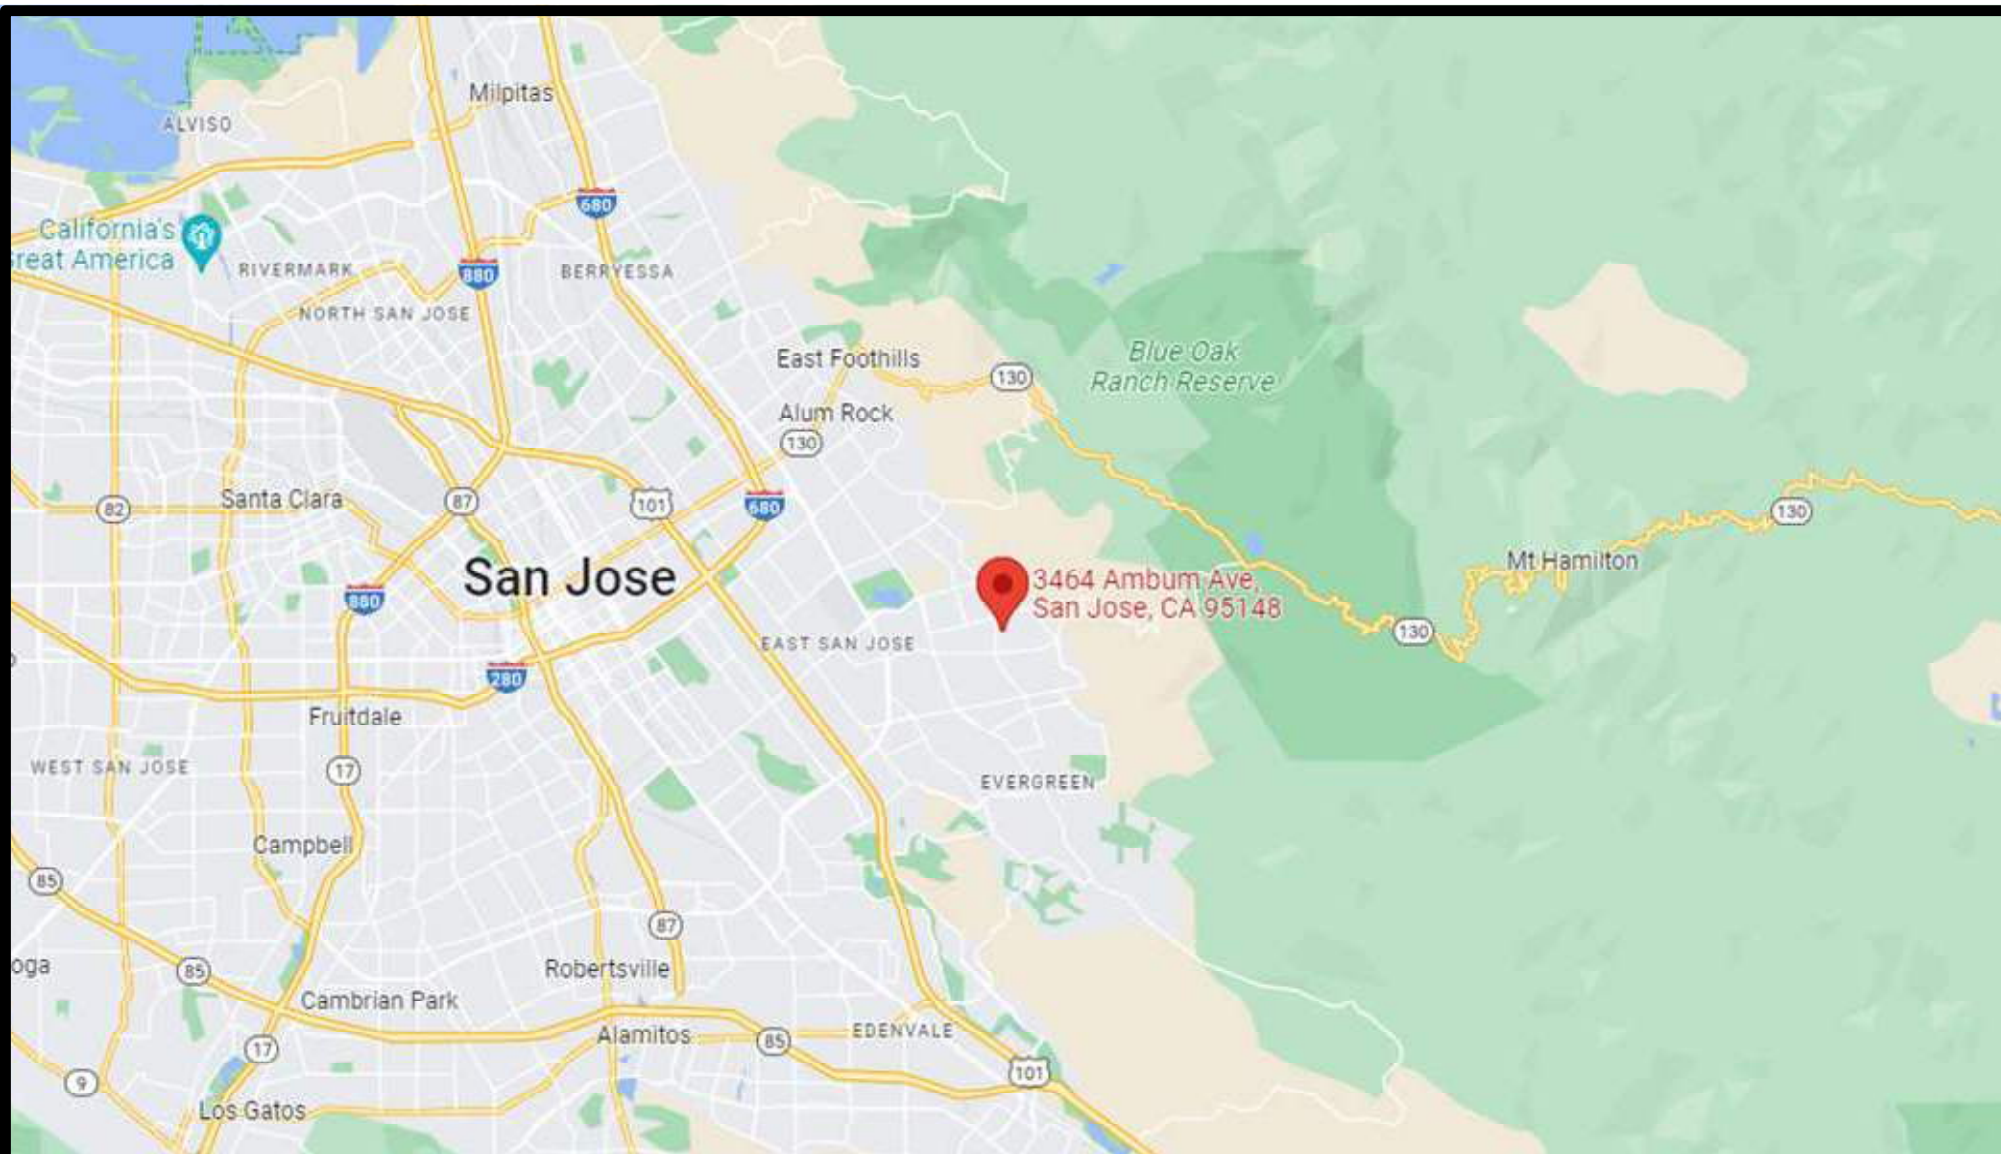 Milpitas
ALVISO
680
California's
Great America
RIVERMARK
880
BERRYESSA
NORTH SAN JOSE
East Foothills
130
Blue Oak
Ranch Reserve
Alum Rock
130
82
Santa Clara
87
101
680
130
San Jose
880
3464 Ambum Ave,
San Jose, CA 95148
Mt Hamilton
130
EAST SAN JOSE
280
Fruitdale
WEST SAN JOSE
17
EVERGREEN
Campbell
85
87
oga
85
Robertsville
Cambrian Park
Alamitos
85
EDENVALE
17
101
9
Los Gatos